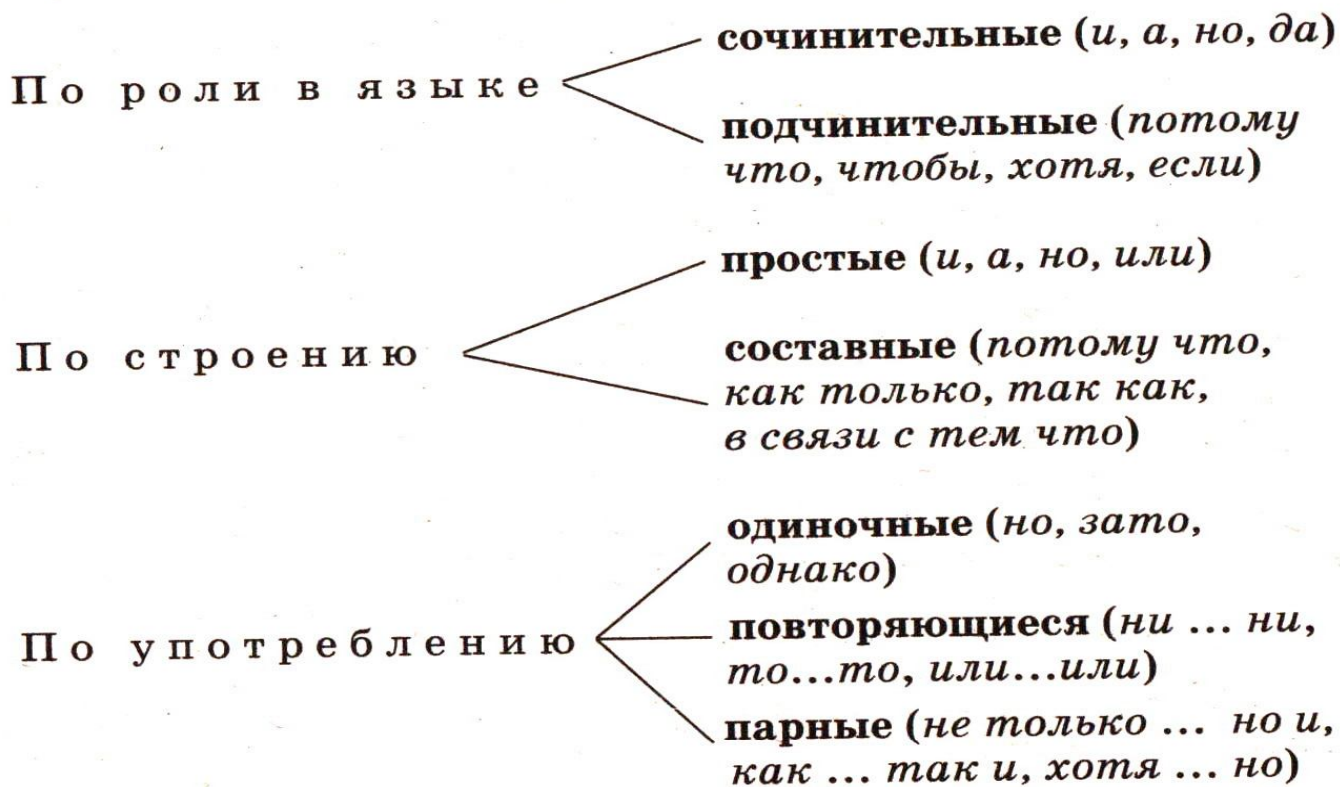 По роли в языке
сочинительные (и, а, но, да)
подчинительные (потому
что, чтобы, хотя, если)
По строению
простые (и, а, но, или)
составные (потому что,
как только, так как,
в связи с тем что)
По употреблению
одиночные (но, зато,
однако)
повторяющиеся (ни ... ни,
то...то, или...или)
парные (не только ... но и,
как ... так и, хотя ... но)